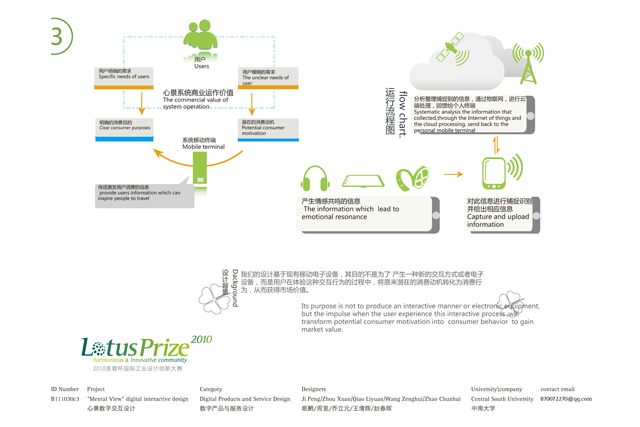 3
用户
Users
用户明确的需求
Specific needs of users
用户模糊的需求
The unclear needs of
user
心景系统商业运作价值
The commercial value of
system operation.
明确的消费目的
Clear consumer purposes
潜在的消费动机
Potential consumer
motivation
系统移动终端
Mobile terminal
传送激发用户消费的信息
provide users information which can
inspire people to travel
flow chart.
运行流程图
分析整理捕捉到的信息，通过物联网，进行云
端处理，回馈给个人终端
Systematic analysis the information that
collected,through the Internet of things and
the cloud processing, send back to the
personal mobile terminal
产生情感共鸣的信息
The information which lead to
emotional resonance
对此信息进行捕捉识别
并给出相应信息
Capture and upload
information
Dackground
设计背景
我们的设计基于现有移动电子设备，其目的不是为了 产生一种新的交互方式或者电子
设备，而是用户在体验这种交互行为的过程中，将原来潜在的消费动机转化为消费行
为，从而获得市场价值。
Its purpose is not to produce an interactive manner or electronic equipment,
but the impulse when the user experience this interactive process ,will
transform potential consumer motivation into consumer behavior to gain
market value.
Lotus Prize 2010
harmonious & innovative community
2010芙蓉杯国际工业设计创新大赛
ID Number Project Category Designers University\company contact email
B111030c3 "Mental View" digital interactive design Digital Products and Service Design Ji Peng/Zhou Xuan/Qiao Liyuan/Wang Zenghui/Zhao Chunhui Central South University 870072270@qq.com
心景数字交互设计 数字产品与服务设计 姬鹏/周宣/乔立元/王增辉/赵春晖 中南大学